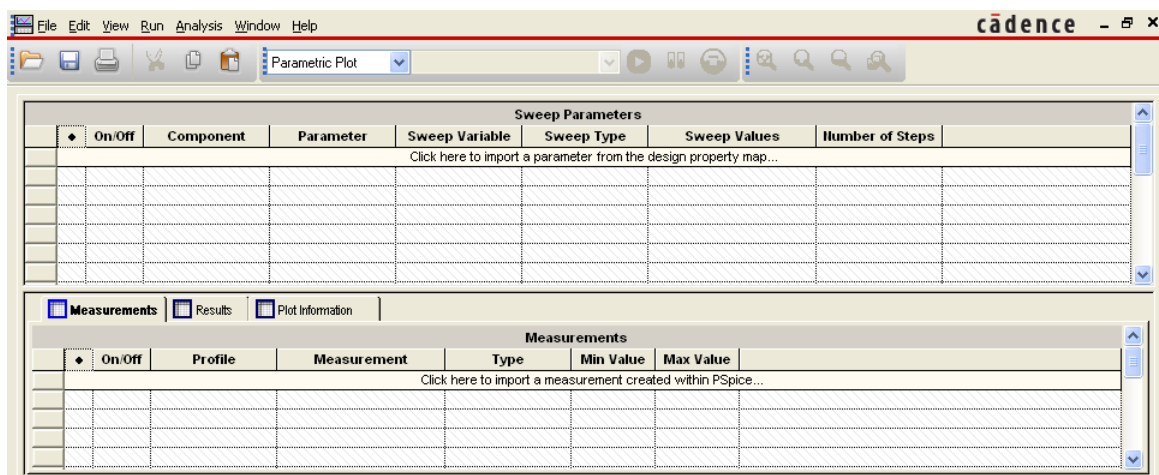 File Edit View Run Analysis Window Help cādence
Parametric Plot
Sweep Parameters
On/Off Component Parameter Sweep Variable Sweep Type Sweep Values Number of Steps
Click here to import a parameter from the design property map...
Measurements Results Plot Information
Measurements
On/Off Profile Measurement Type Min Value Max Value
Click here to import a measurement created within PSpice...